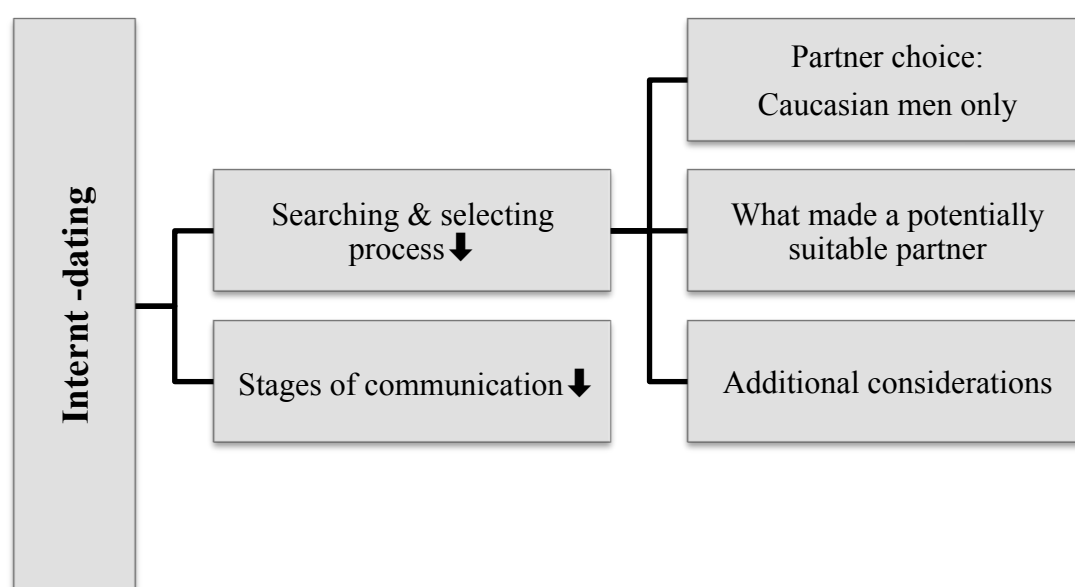 Internt -dating
Searching & selecting
process⬇
Stages of communication⬇
Partner choice:
Caucasian men only
What made a potentially
suitable partner
Additional considerations